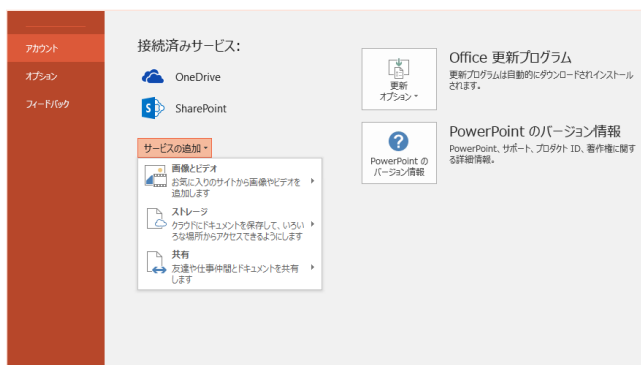 アカウント
オプション
フィードバック
接続済みサービス:
OneDrive
SharePoint
サービスの追加
画像とビデオ
お気に入りのサイトから画像やビデオを
追加します
ストレージ
クラウドにドキュメントを保存して、いろい
ろな場所からアクセスできるようにします
共有
友達や仕事仲間とドキュメントを共有
します
更新
オプション
Office 更新プログラム
更新プログラムは自動的にダウンロードされインストール
されます。
PowerPoint の
バージョン情報
PowerPoint のバージョン情報
PowerPoint、サポート、プロダクト ID、著作権に関す
る詳細情報。